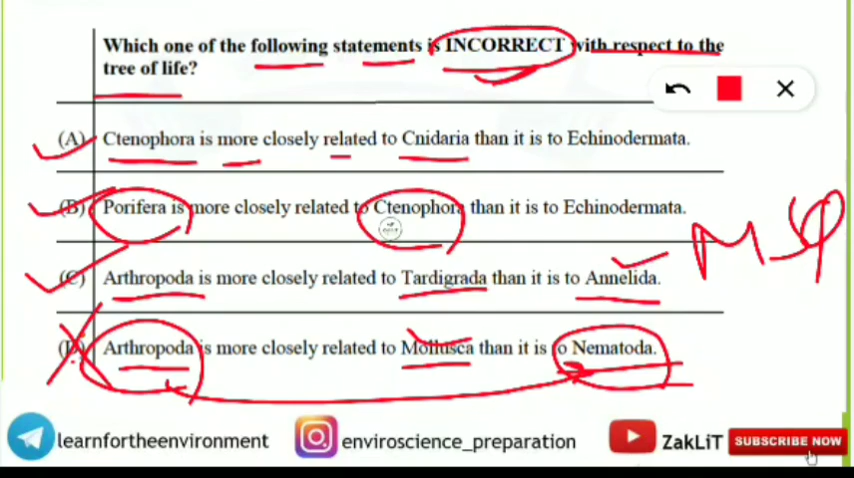 Which one of the following statements is INCORRECT with respect to the
tree of life?
(A) Ctenophora is more closely related to Cnidaria than it is to Echinodermata.
(B) Porifera is more closely related to Ctenophora than it is to Echinodermata.
(C) Arthropoda is more closely related to Tardigrada than it is to Annelida.
(D) Arthropoda is more closely related to Mollusca than it is to Nematoda.
learnfortheenvironment
enviroscience_preparation
ZakLiT
SUBSCRIBE NOW